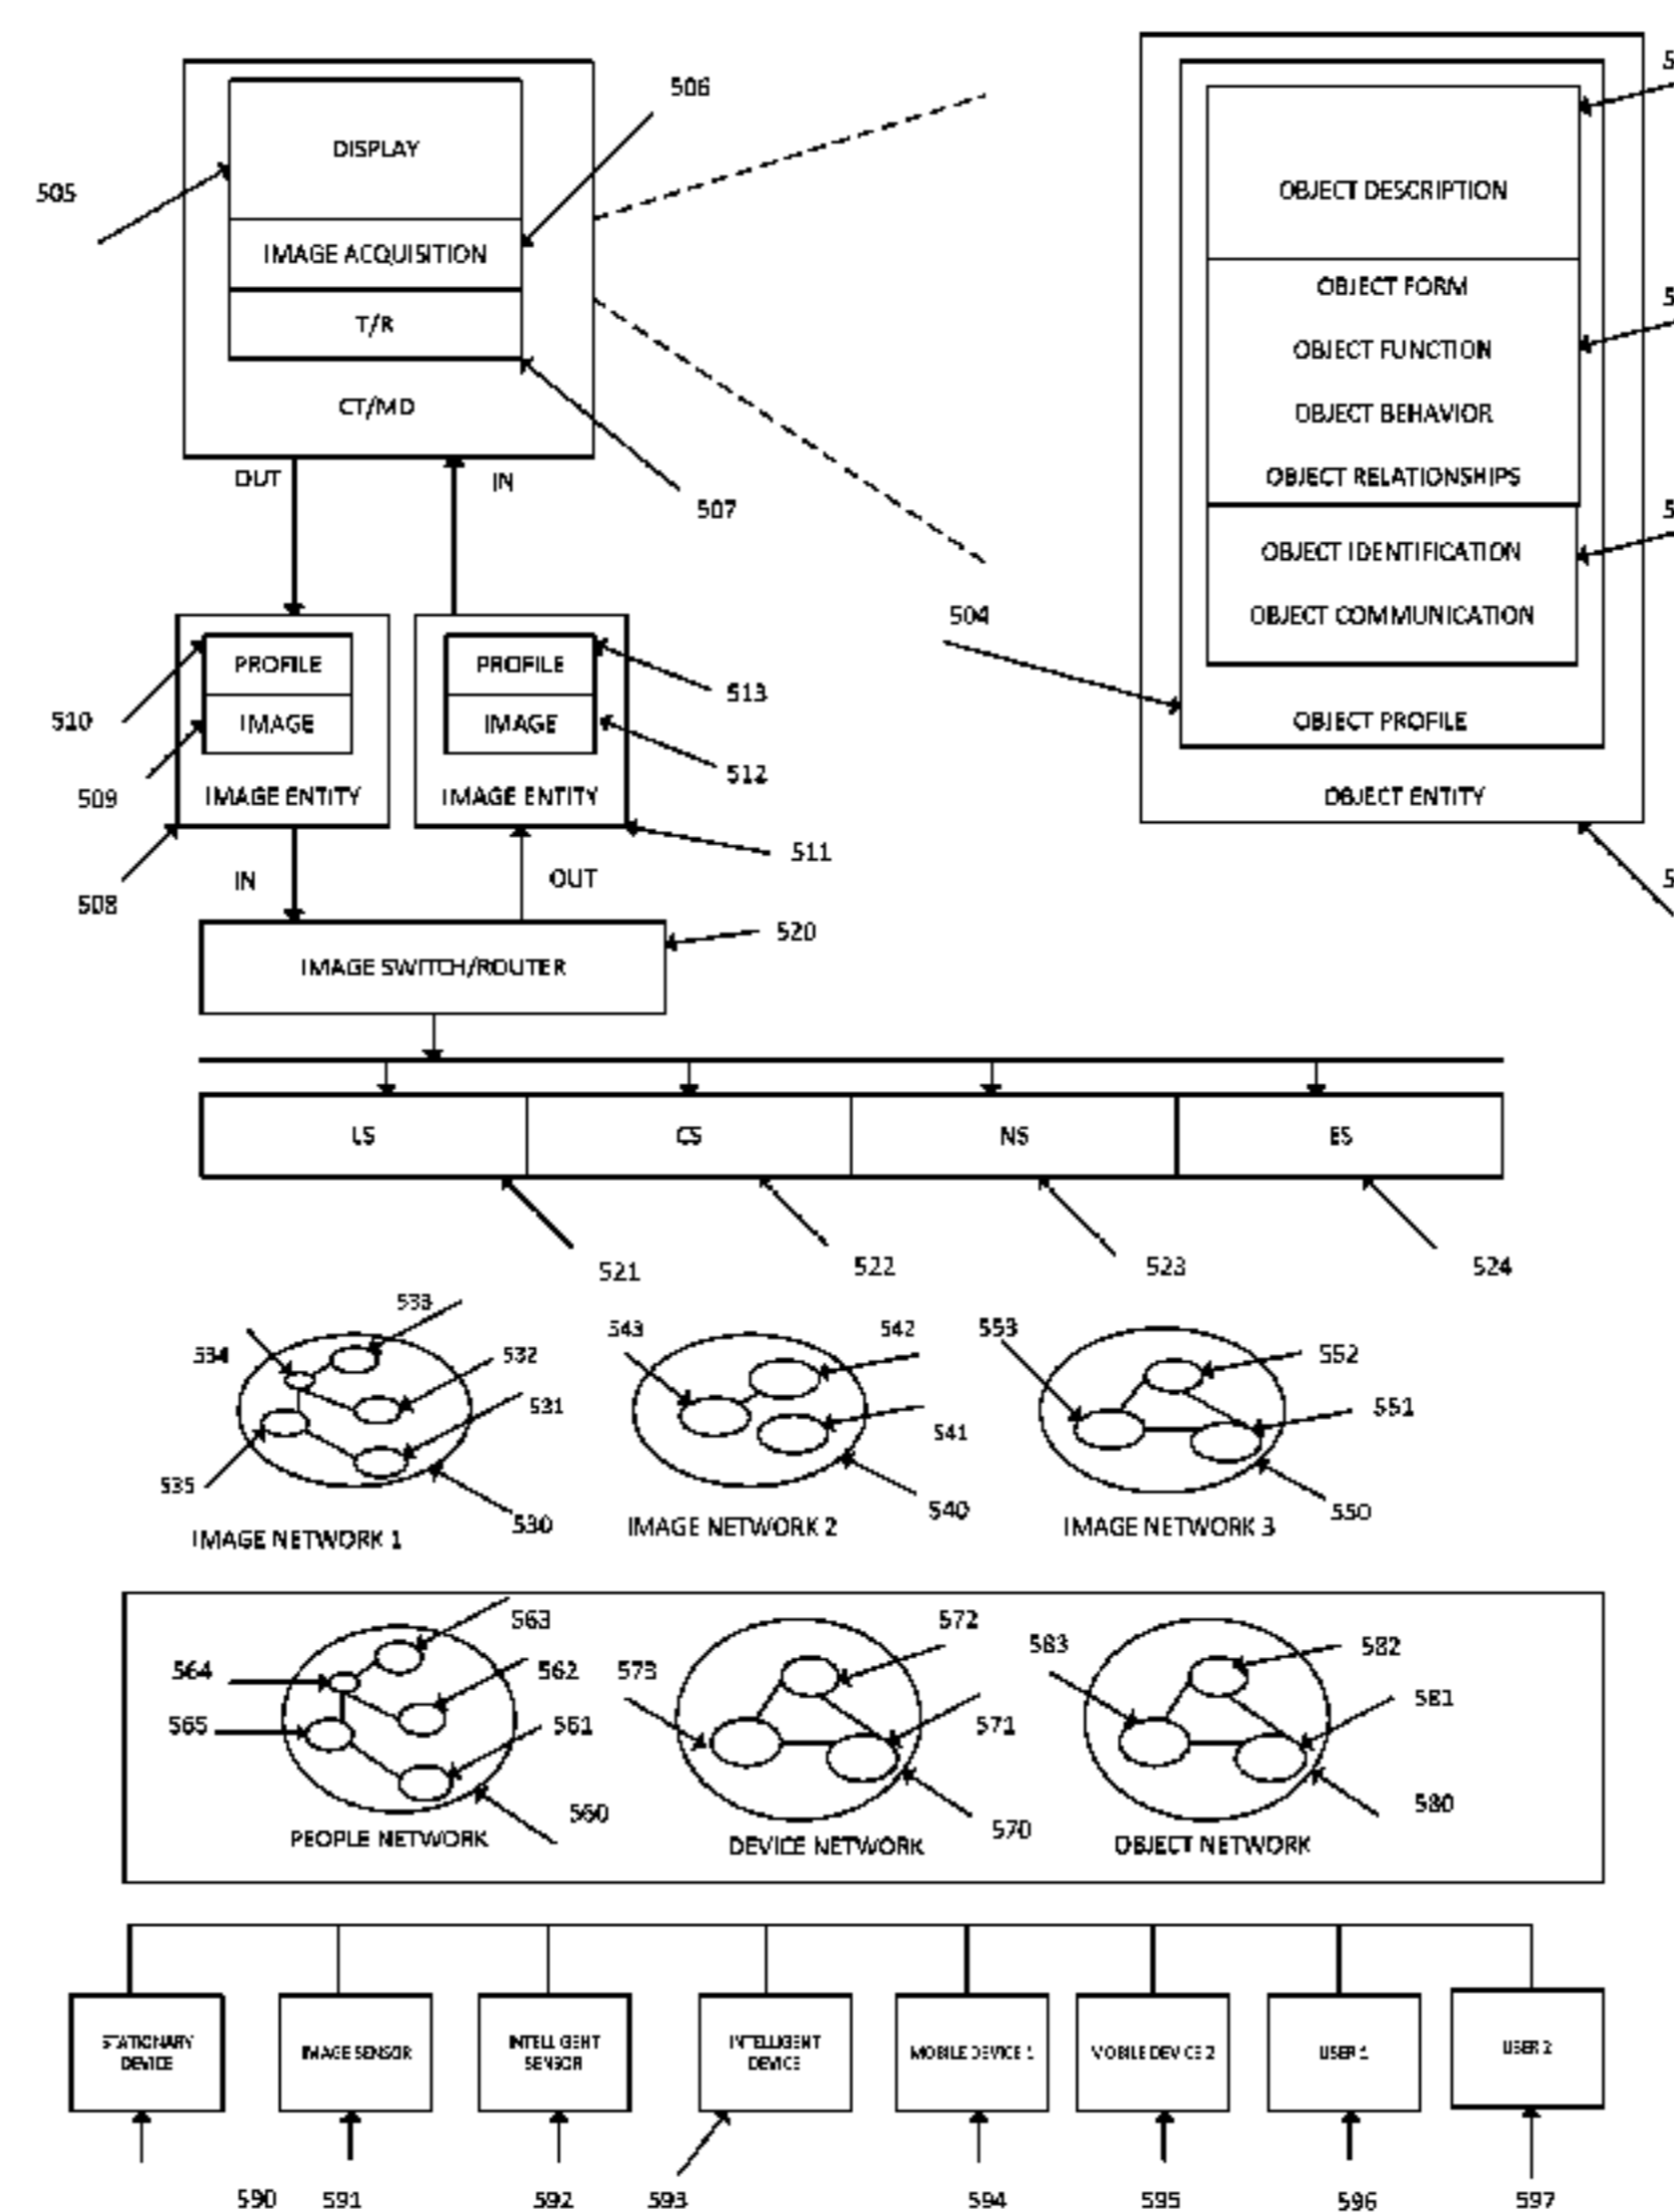 506
5
DISPLAY
505
OBJECT DESCRIPTION
IMAGE ACQUISITION
OBJECT FORM
5
T/R
OBJECT FUNCTION
CT/MD
OBJECT BEHAVIOR
OUT
IN
OBJECT RELATIONSHIPS
507
5
OBJECT IDENTIFICATION
504
OBJECT COMMUNICATION
PROFILE
PROFILE
513
510
IMAGE
IMAGE
OBJECT PROFILE
512
509
IMAGE ENTITY
IMAGE ENTITY
OBJECT ENTITY
511
508
IN
OUT
5
520
IMAGE SWITCH/ROUTER
LS
CS
NS
ES
521
522
523
524
533
534
532
543
542
553
552
531
541
551
535
530
540
550
IMAGE NETWORK 1
IMAGE NETWORK 2
IMAGE NETWORK 3
563
572
564
562
573
583
582
565
561
571
581
560
570
580
PEOPLE NETWORK
DEVICE NETWORK
OBJECT NETWORK
STATIONARY
DEVICE
IMAGE SENSOR
INTELLIGENT
SENSOR
INTELLIGENT
DEVICE
MOBILE DEVICE 1
MOBILE DEVICE 2
USER 1
USER 2
590
591
592
593
594
595
596
597